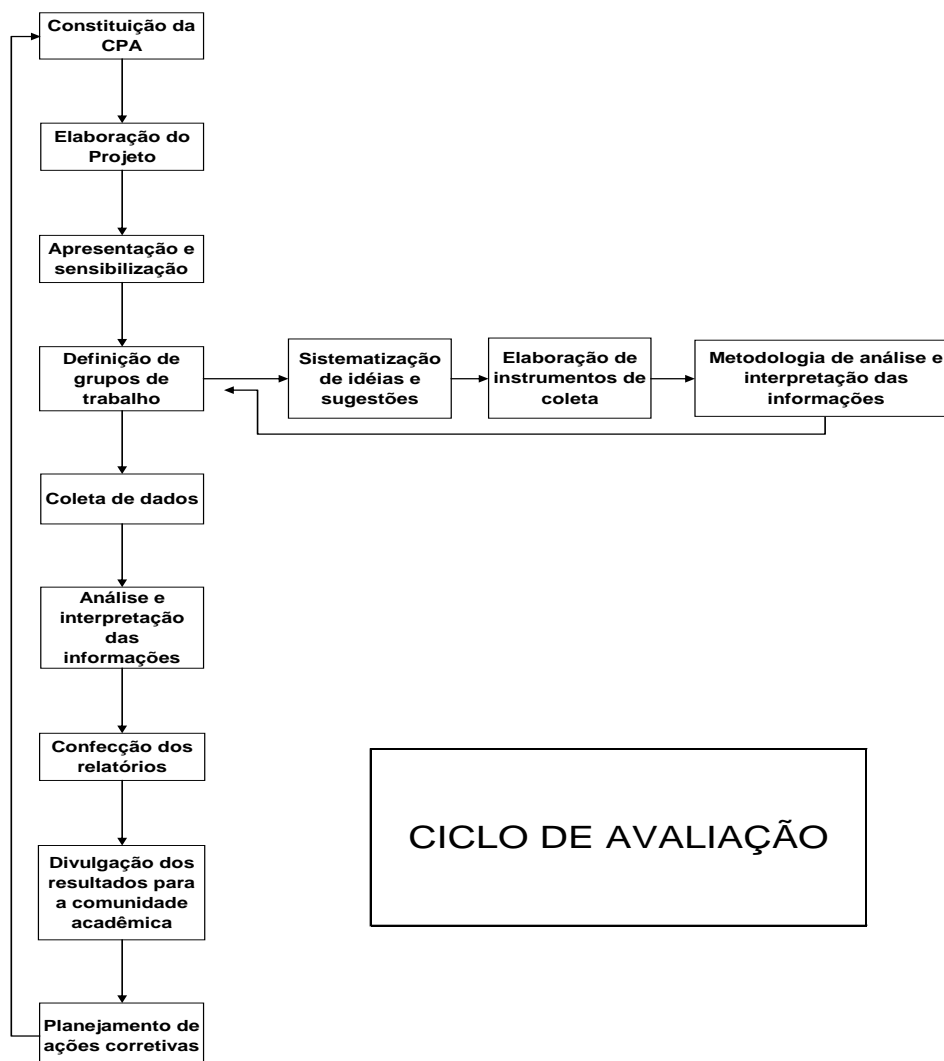 Constituição da
CPA
Elaboração do
Projeto
Apresentação e
sensibilização
Definição de
grupos de
trabalho
Sistematização
de idéias e
sugestões
Elaboração de
instrumentos de
coleta
Metodologia de análise e
interpretação das
informações
Coleta de dados
Análise e
interpretação
das
informações
Confecção dos
relatórios
Divulgação dos
resultados para
a comunidade
acadêmica
Planejamento de
ações corretivas
CICLO DE AVALIAÇÃO